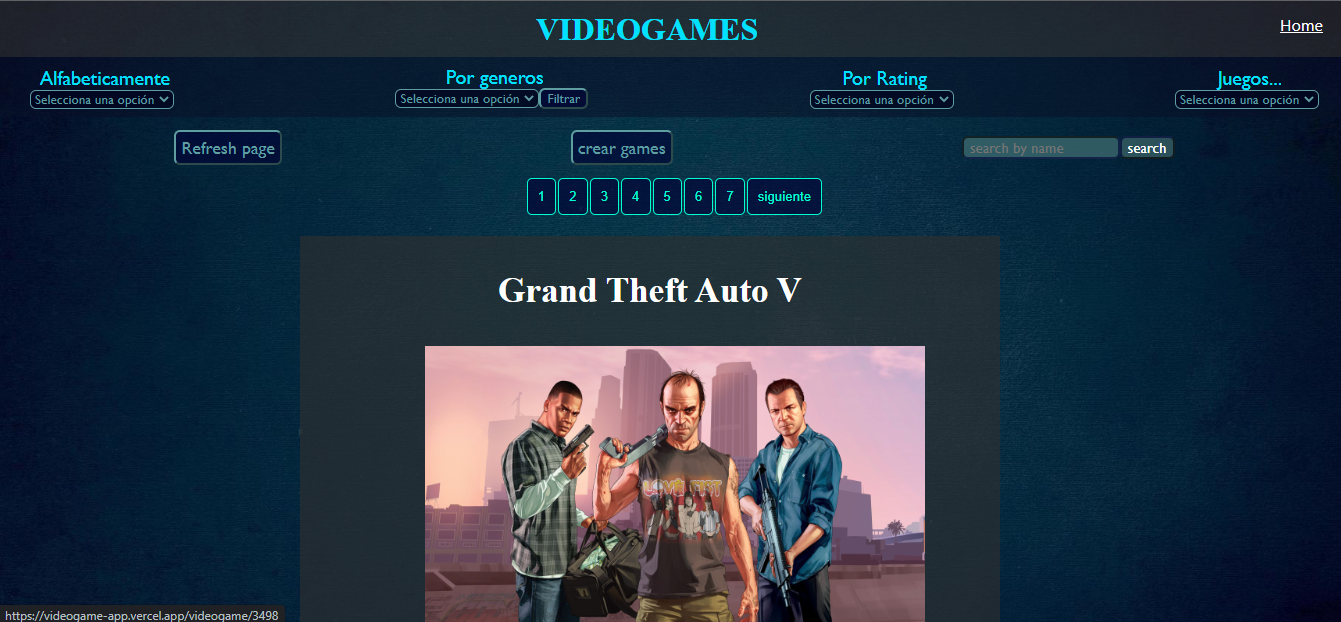 VIDEOGAMES
Home
Alfabeticamente
Por generos
Por Rating
Juegos...
Selecciona una opción
Selecciona una opción
Filtrar
Selecciona una opción
Selecciona una opción
Refresh page
crear games
search by name
search
1 2 3 4 5 6 7 siguiente
Grand Theft Auto V
https://videogame-app.vercel.app/videogame/3498